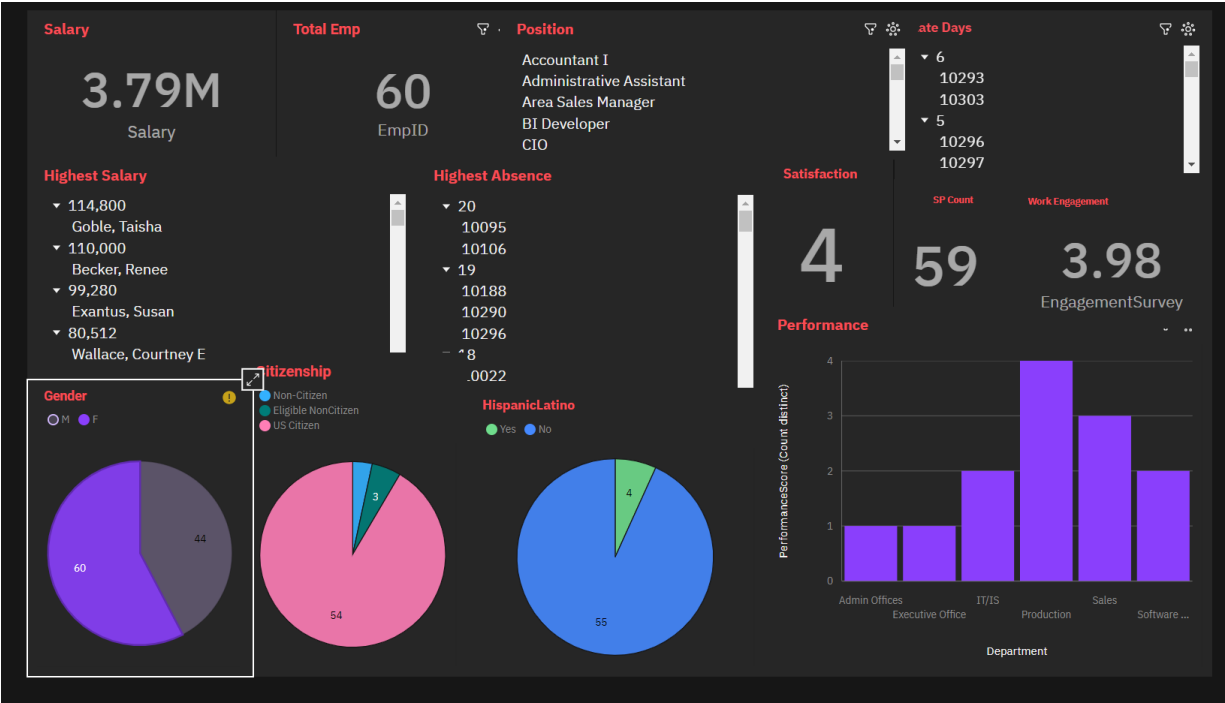 Salary
3.79M
Salary
Total Emp
60
EmpID
Position
Accountant I
Administrative Assistant
Area Sales Manager
BI Developer
CIO
ate Days
6
10293
10303
5
10296
10297
Highest Salary
114,800
Goble, Taisha
110,000
Becker, Renee
99,280
Exantus, Susan
80,512
Wallace, Courtney E
Highest Absence
20
10095
10106
19
10188
10290
10296
8
.0022
Satisfaction
4
SP Count
59
Work Engagement
3.98
EngagementSurvey
Gender
M F
44
60
Citizenship
Non-Citizen
Eligible NonCitizen
US Citizen
3
54
HispanicLatino
Yes No
4
55
Performance
PerformanceScore (Count distinct)
4
3
2
1
0
Admin Offices
Executive Office
IT/IS
Production
Sales
Software ...
Department